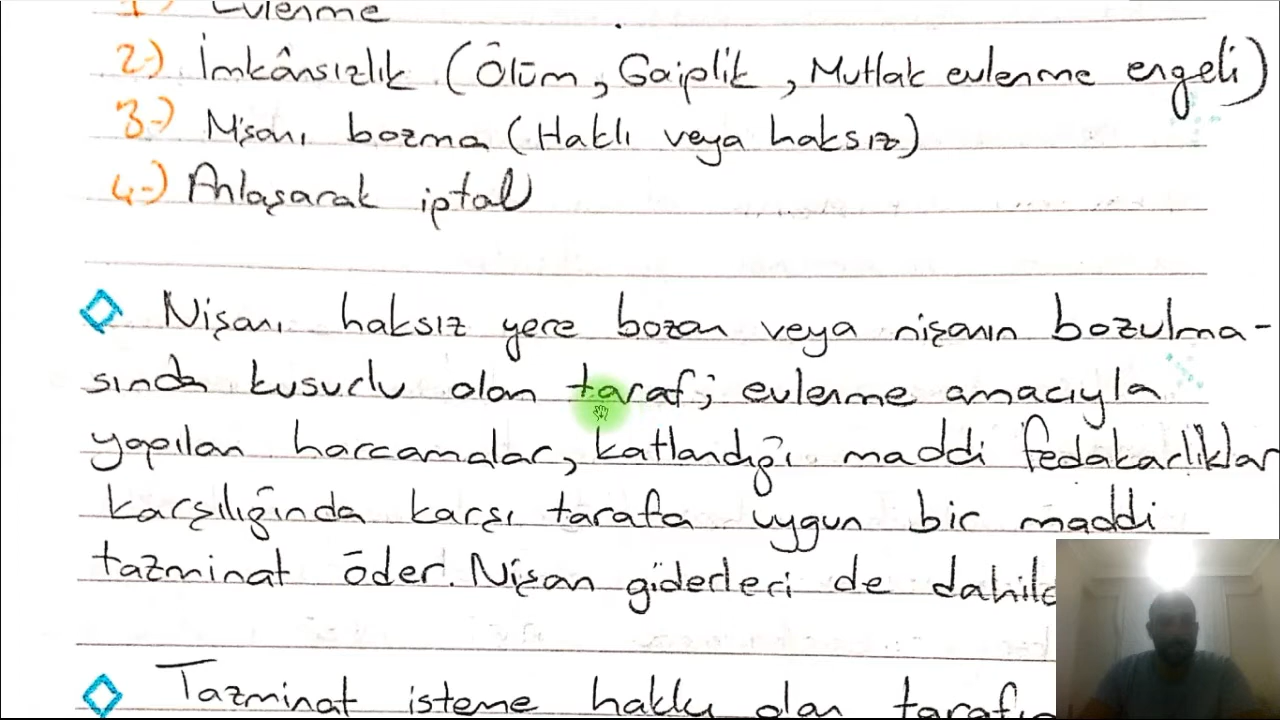 1-) Evlenme
2-) İmkânsızlık (Ölüm, Gaiplik, Mutlak evlenme engeli)
3-) Nişanı bozma (Haklı veya haksız)
4-) Anlaşarak iptal
Nişanı haksız yere bozan veya nişanın bozulma-
sında kusurlu olan taraf; evlenme amacıyla
yapılan harcamalar, katlandığı maddi fedakarlıklar
karşılığında karşı tarafa uygun bir maddi
tazminat öder. Nişan giderleri de
Tazminat isteme hakkı olan